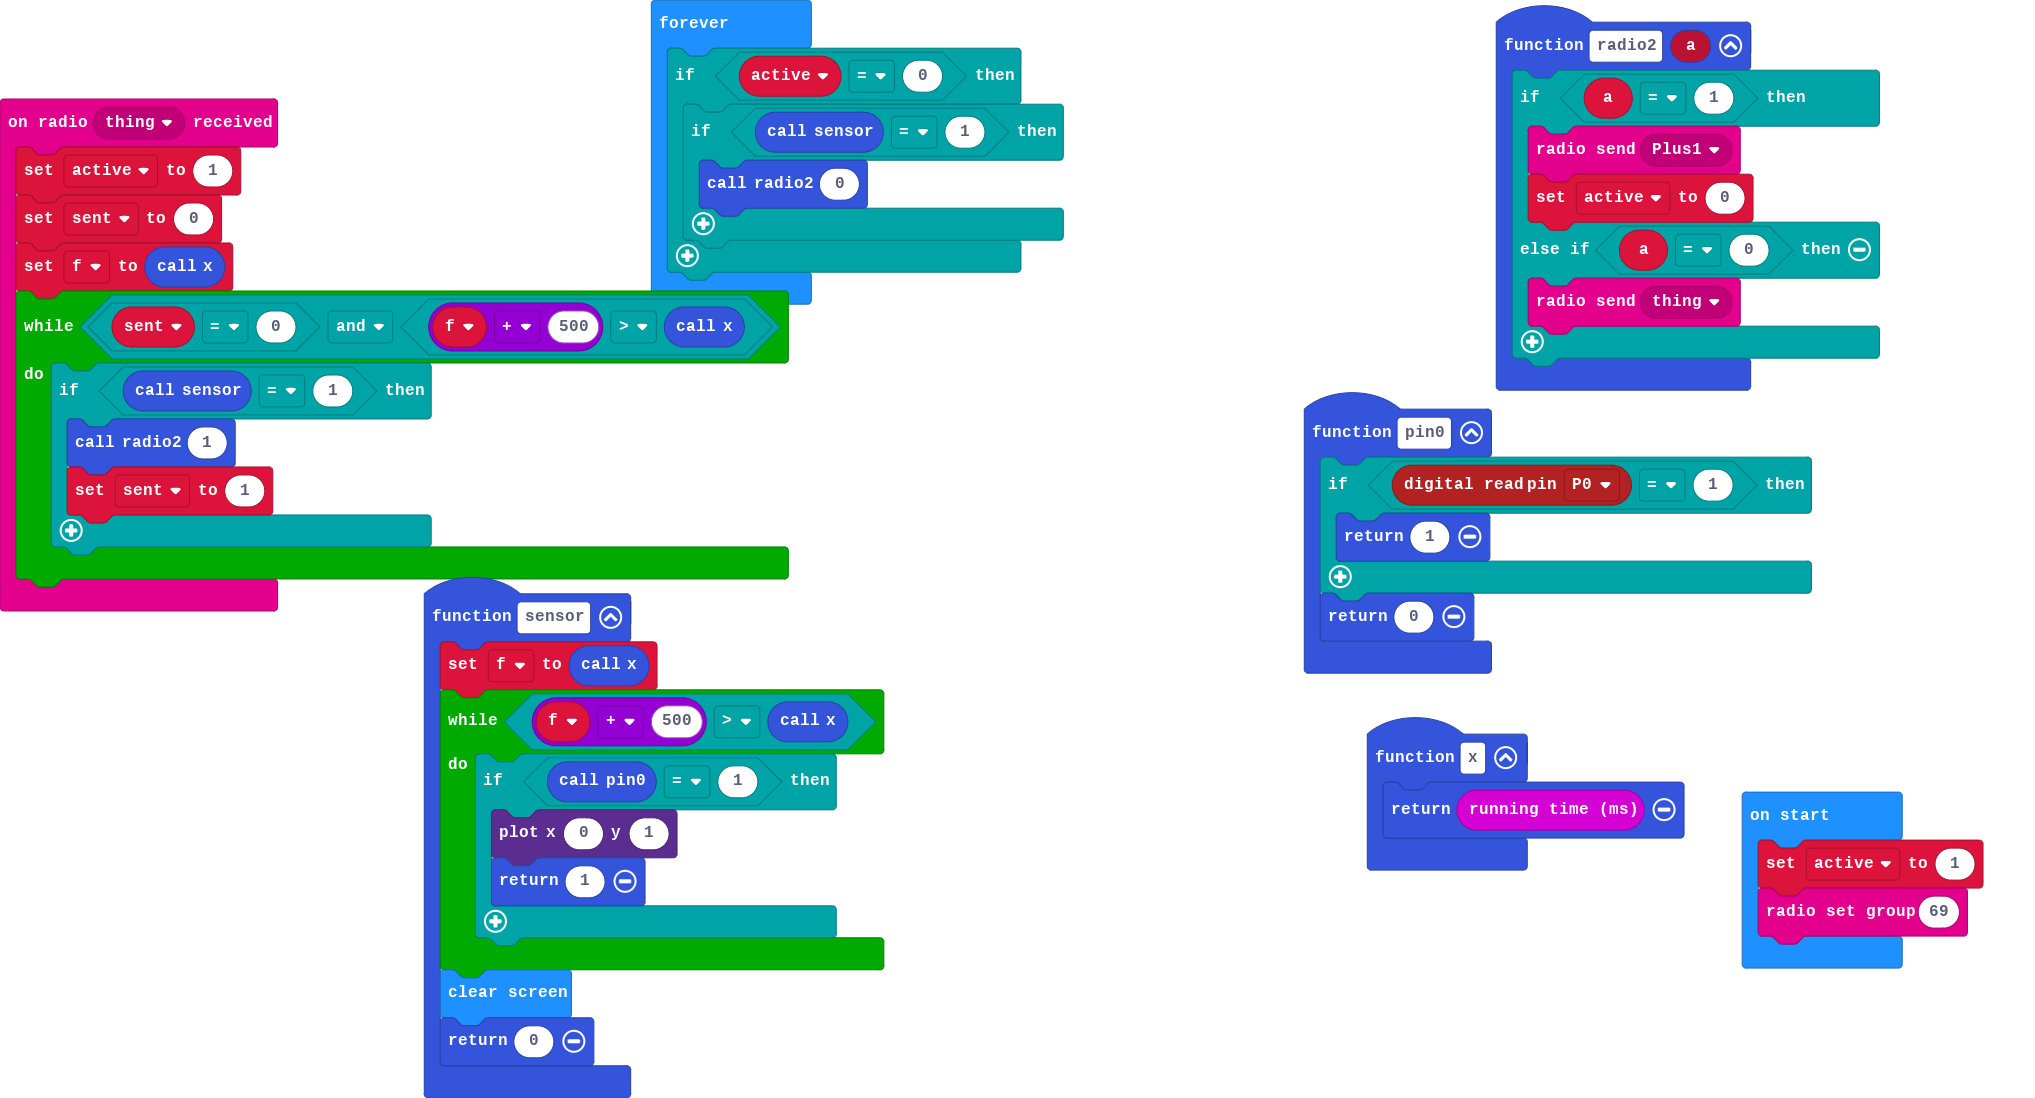 on radio thing received
set active to 1
set sent to 0
set f to call x
while sent = 0 and f + 500 > call x
do
if call sensor = 1 then
call radio2 1
set sent to 1
forever
if active = 0 then
if call sensor = 1 then
call radio2 0
function sensor
set f to call x
while f + 500 > call x
do
if call pin0 = 1 then
plot x 0 y 1
return 1
clear screen
return 0
function radio2 a
if a = 1 then
radio send Plus1
set active to 0
else if a = 0 then
radio send thing
function pin0
if digital read pin P0 = 1 then
return 1
return 0
function x
return running time (ms)
on start
set active to 1
radio set group 69